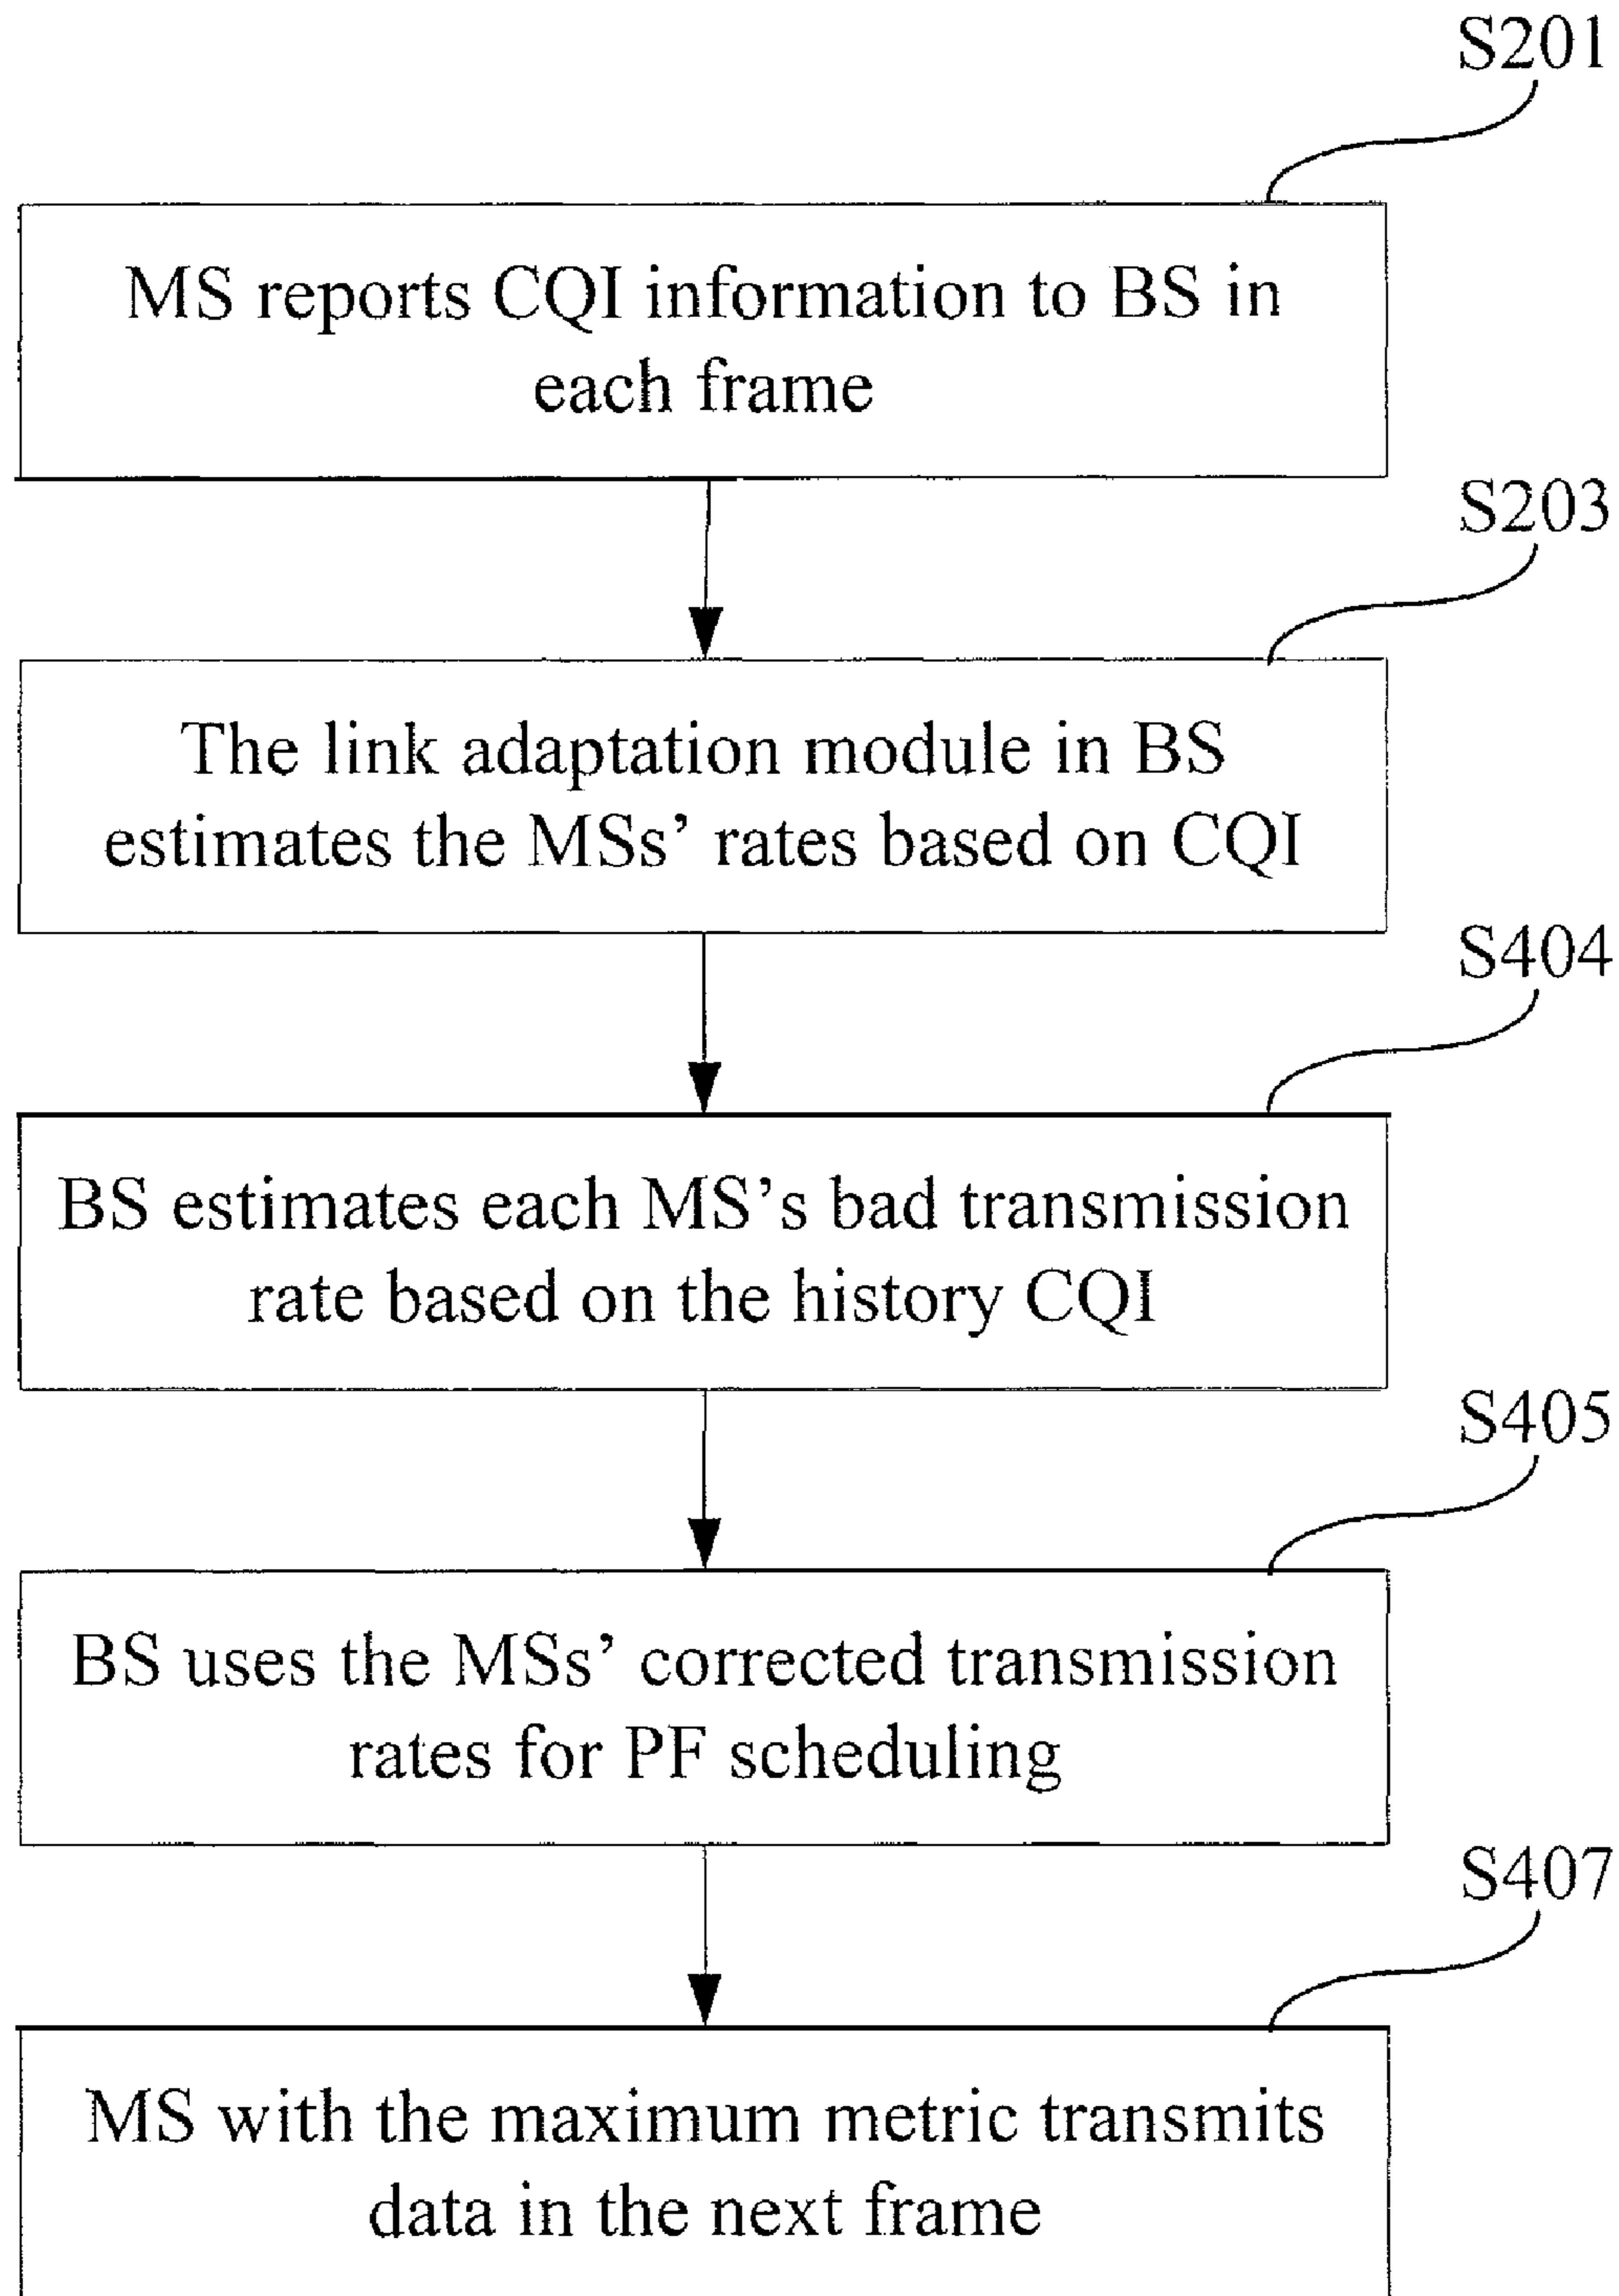 S201
MS reports CQI information to BS in
each frame
S203
The link adaptation module in BS
estimates the MSs’ rates based on CQI
S404
BS estimates each MS’s bad transmission
rate based on the history CQI
S405
BS uses the MSs’ corrected transmission
rates for PF scheduling
S407
MS with the maximum metric transmits
data in the next frame